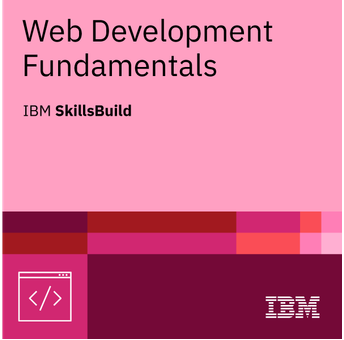 Web Development
Fundamentals
IBM SkillsBuild
</>
IBM